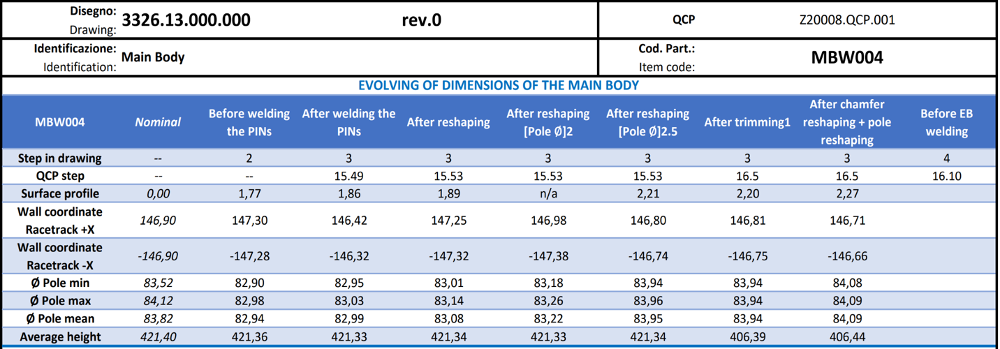 Disegno: 3326.13.000.000 rev.0 QCP Z20008.QCP.001
Drawing:
Identificazione: Main Body Cod. Part.: MBW004
Identification: Item code:
EVOLVING OF DIMENSIONS OF THE MAIN BODY
MBW004 Nominal Before welding the PINs After welding the PINs After reshaping After reshaping [Pole Ø]2 After reshaping [Pole Ø]2.5 After trimming1 After chamfer reshaping + pole reshaping Before EB welding
Step in drawing -- 2 3 3 3 3 3 3 4
QCP step -- -- 15.49 15.53 15.53 15.53 16.5 16.5 16.10
Surface profile 0,00 1,77 1,86 1,89 n/a 2,21 2,20 2,27
Wall coordinate Racetrack +X 146,90 147,30 146,42 147,25 146,98 146,80 146,81 146,71
Wall coordinate Racetrack -X -146,90 -147,28 -146,32 -147,32 -147,38 -146,74 -146,75 -146,66
Ø Pole min 83,52 82,90 82,95 83,01 83,18 83,94 83,94 84,08
Ø Pole max 84,12 82,98 83,03 83,14 83,26 83,96 83,94 84,09
Ø Pole mean 83,82 82,94 82,99 83,08 83,22 83,95 83,94 84,09
Average height 421,40 421,36 421,33 421,34 421,33 421,34 406,39 406,44